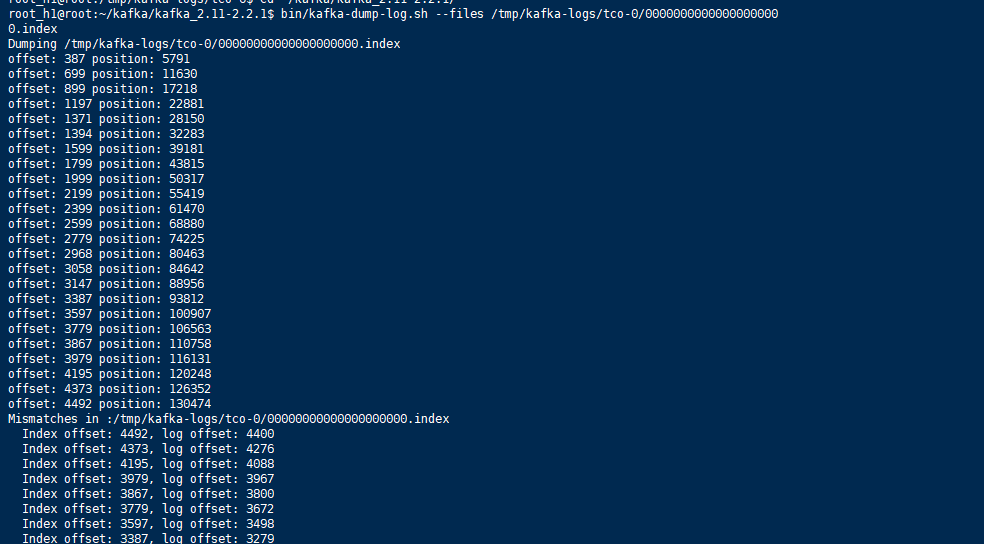 root_h1@root:~/kafka/kafka_2.11-2.2.1$ bin/kafka-dump-log.sh --files /tmp/kafka-logs/tco-0/0000000000000000000
0.index
Dumping /tmp/kafka-logs/tco-0/00000000000000000000.index
offset: 387 position: 5791
offset: 699 position: 11630
offset: 899 position: 17218
offset: 1197 position: 22881
offset: 1371 position: 28150
offset: 1394 position: 32283
offset: 1599 position: 39181
offset: 1799 position: 43815
offset: 1999 position: 50317
offset: 2199 position: 55419
offset: 2399 position: 61470
offset: 2599 position: 68880
offset: 2779 position: 74225
offset: 2968 position: 80463
offset: 3058 position: 84642
offset: 3147 position: 88956
offset: 3387 position: 93812
offset: 3597 position: 100907
offset: 3779 position: 106563
offset: 3867 position: 110758
offset: 3979 position: 116131
offset: 4195 position: 120248
offset: 4373 position: 126352
offset: 4492 position: 130474
Mismatches in :/tmp/kafka-logs/tco-0/00000000000000000000.index
  Index offset: 4492, log offset: 4400
  Index offset: 4373, log offset: 4276
  Index offset: 4195, log offset: 4088
  Index offset: 3979, log offset: 3967
  Index offset: 3867, log offset: 3800
  Index offset: 3779, log offset: 3672
  Index offset: 3597, log offset: 3498
  Index offset: 3387, log offset: 3279